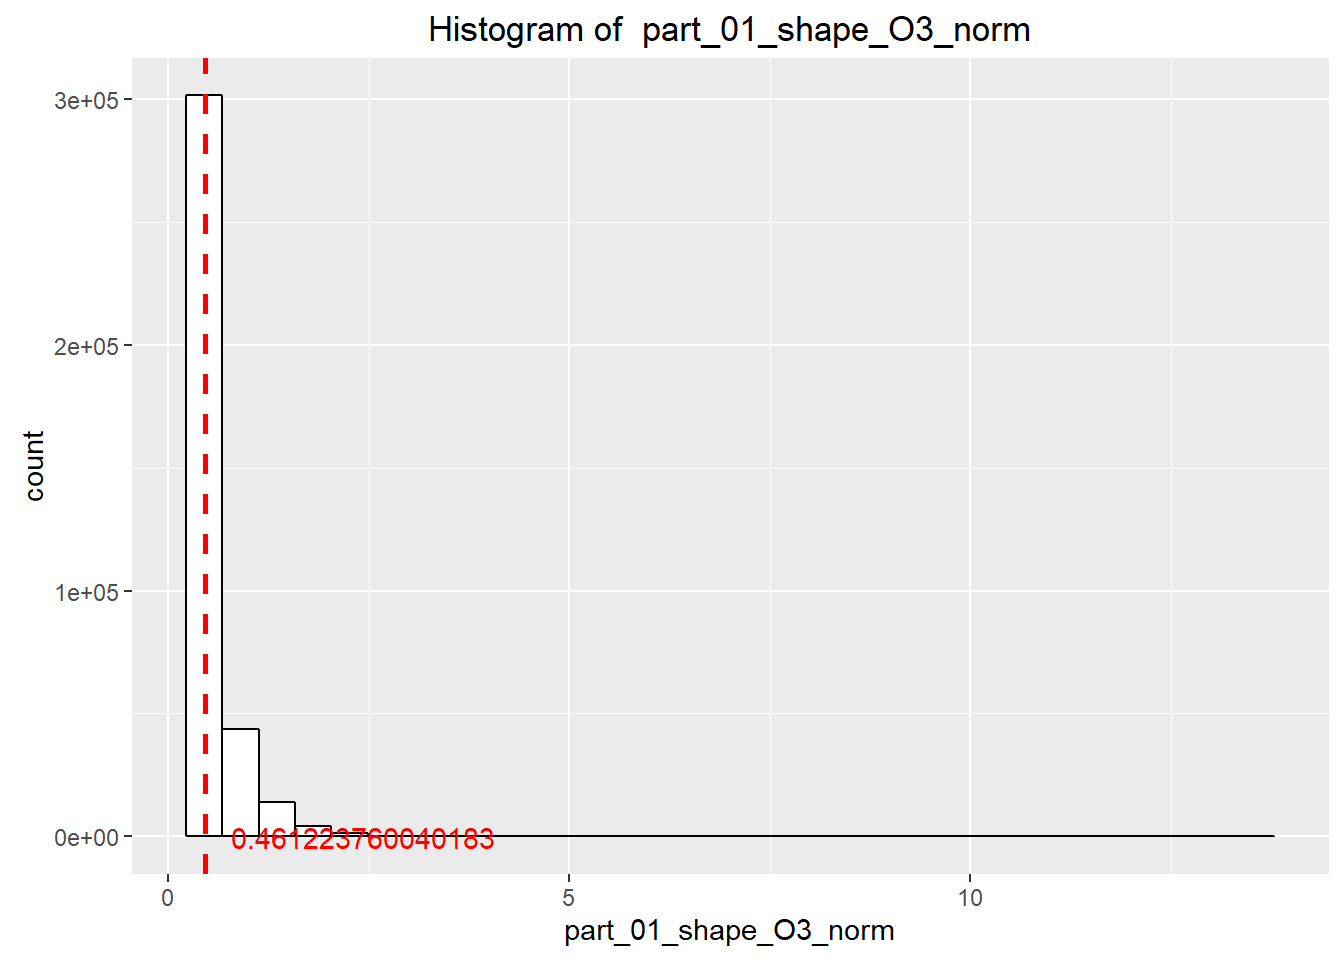 Histogram of  part_01_shape_O3_norm
3e+05
2e+05
1e+05
0e+00
count
0.461223760040183
0
5
10
part_01_shape_O3_norm